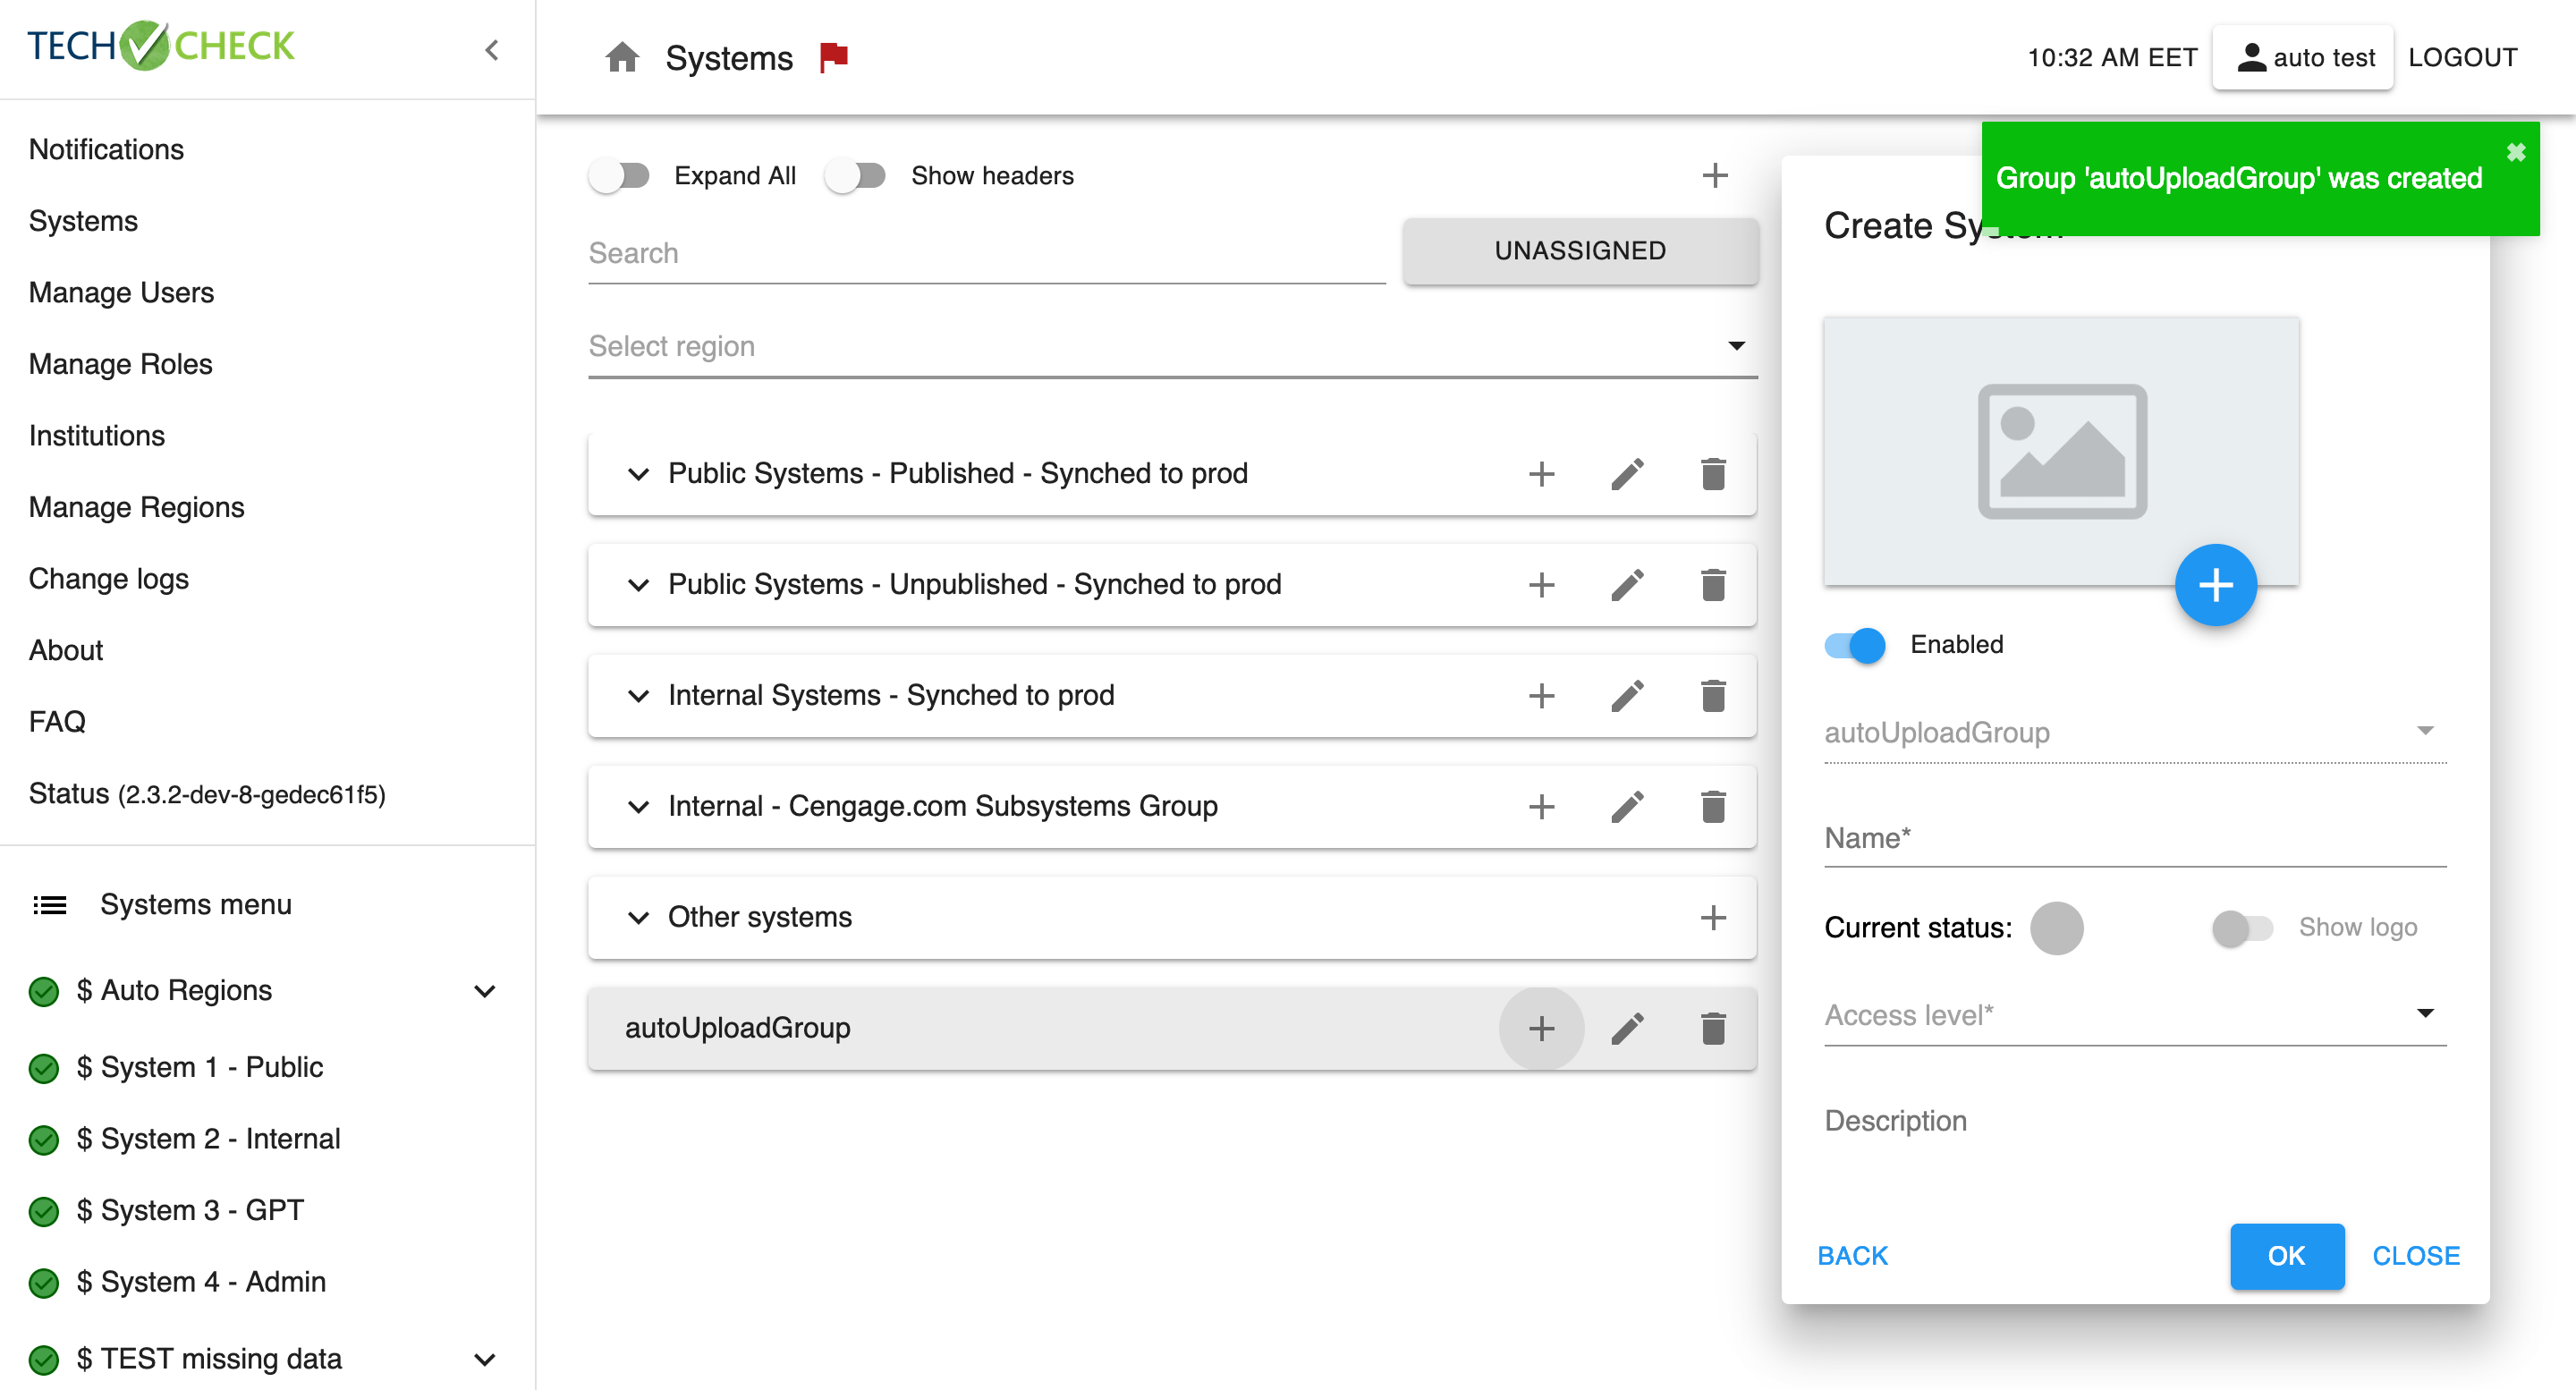 TECH CHECK
Systems
10:32 AM EET
auto test
LOGOUT
Notifications
Systems
Manage Users
Manage Roles
Institutions
Manage Regions
Change logs
About
FAQ
Status (2.3.2-dev-8-gedec61f5)
Systems menu
$ Auto Regions
$ System 1 - Public
$ System 2 - Internal
$ System 3 - GPT
$ System 4 - Admin
$ TEST missing data
Expand All
Show headers
Search
UNASSIGNED
Select region
Public Systems - Published - Synched to prod
Public Systems - Unpublished - Synched to prod
Internal Systems - Synched to prod
Internal - Cengage.com Subsystems Group
Other systems
autoUploadGroup
Group 'autoUploadGroup' was created
Create System
Enabled
autoUploadGroup
Name*
Current status:
Show logo
Access level*
Description
BACK
OK
CLOSE